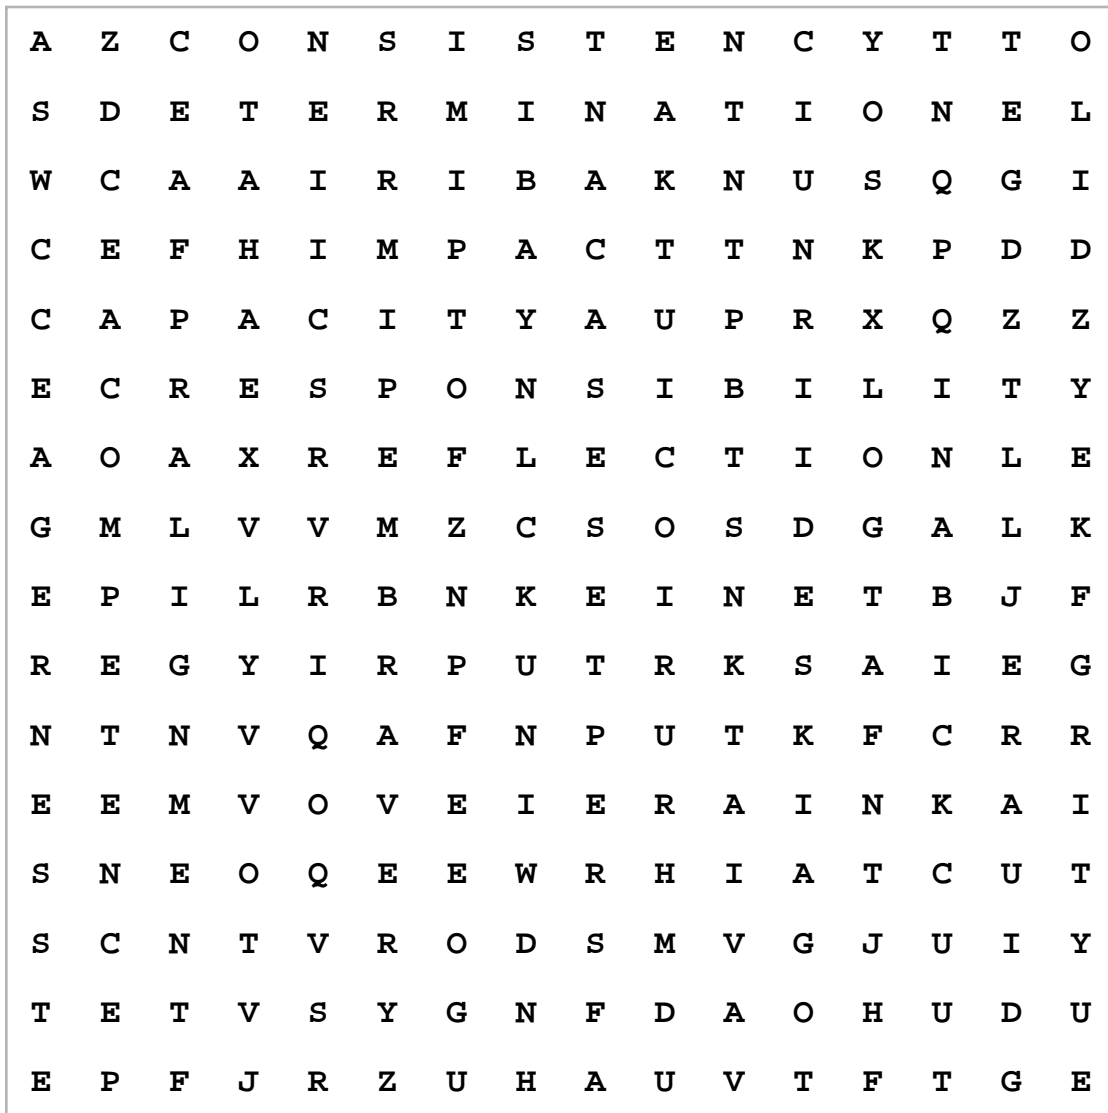 A Z C O N S I S T E N C Y T T O
S D E T E R M I N A T I O N E L
W C A A I R I B A K N U S Q G I
C E F H I M P A C T T N K P D D
C A P A C I T Y A U P R X Q Z Z
E C R E S P O N S I B I L I T Y
A O A X R E F L E C T I O N L E
G M L V V M Z C S O S D G A L K
E P I L R B N K E I N E T B J F
R E G Y I R P U T R K S A I E G
N T N V Q A F N P U T K F C R R
E E M V O V E I E R A I N K A I
S N E O Q E E W R H I A T C U T
S C N T V R O D S M V G J U I Y
T E T V S Y G N F D A O H U D U
E P F J R Z U H A U V T F T G E